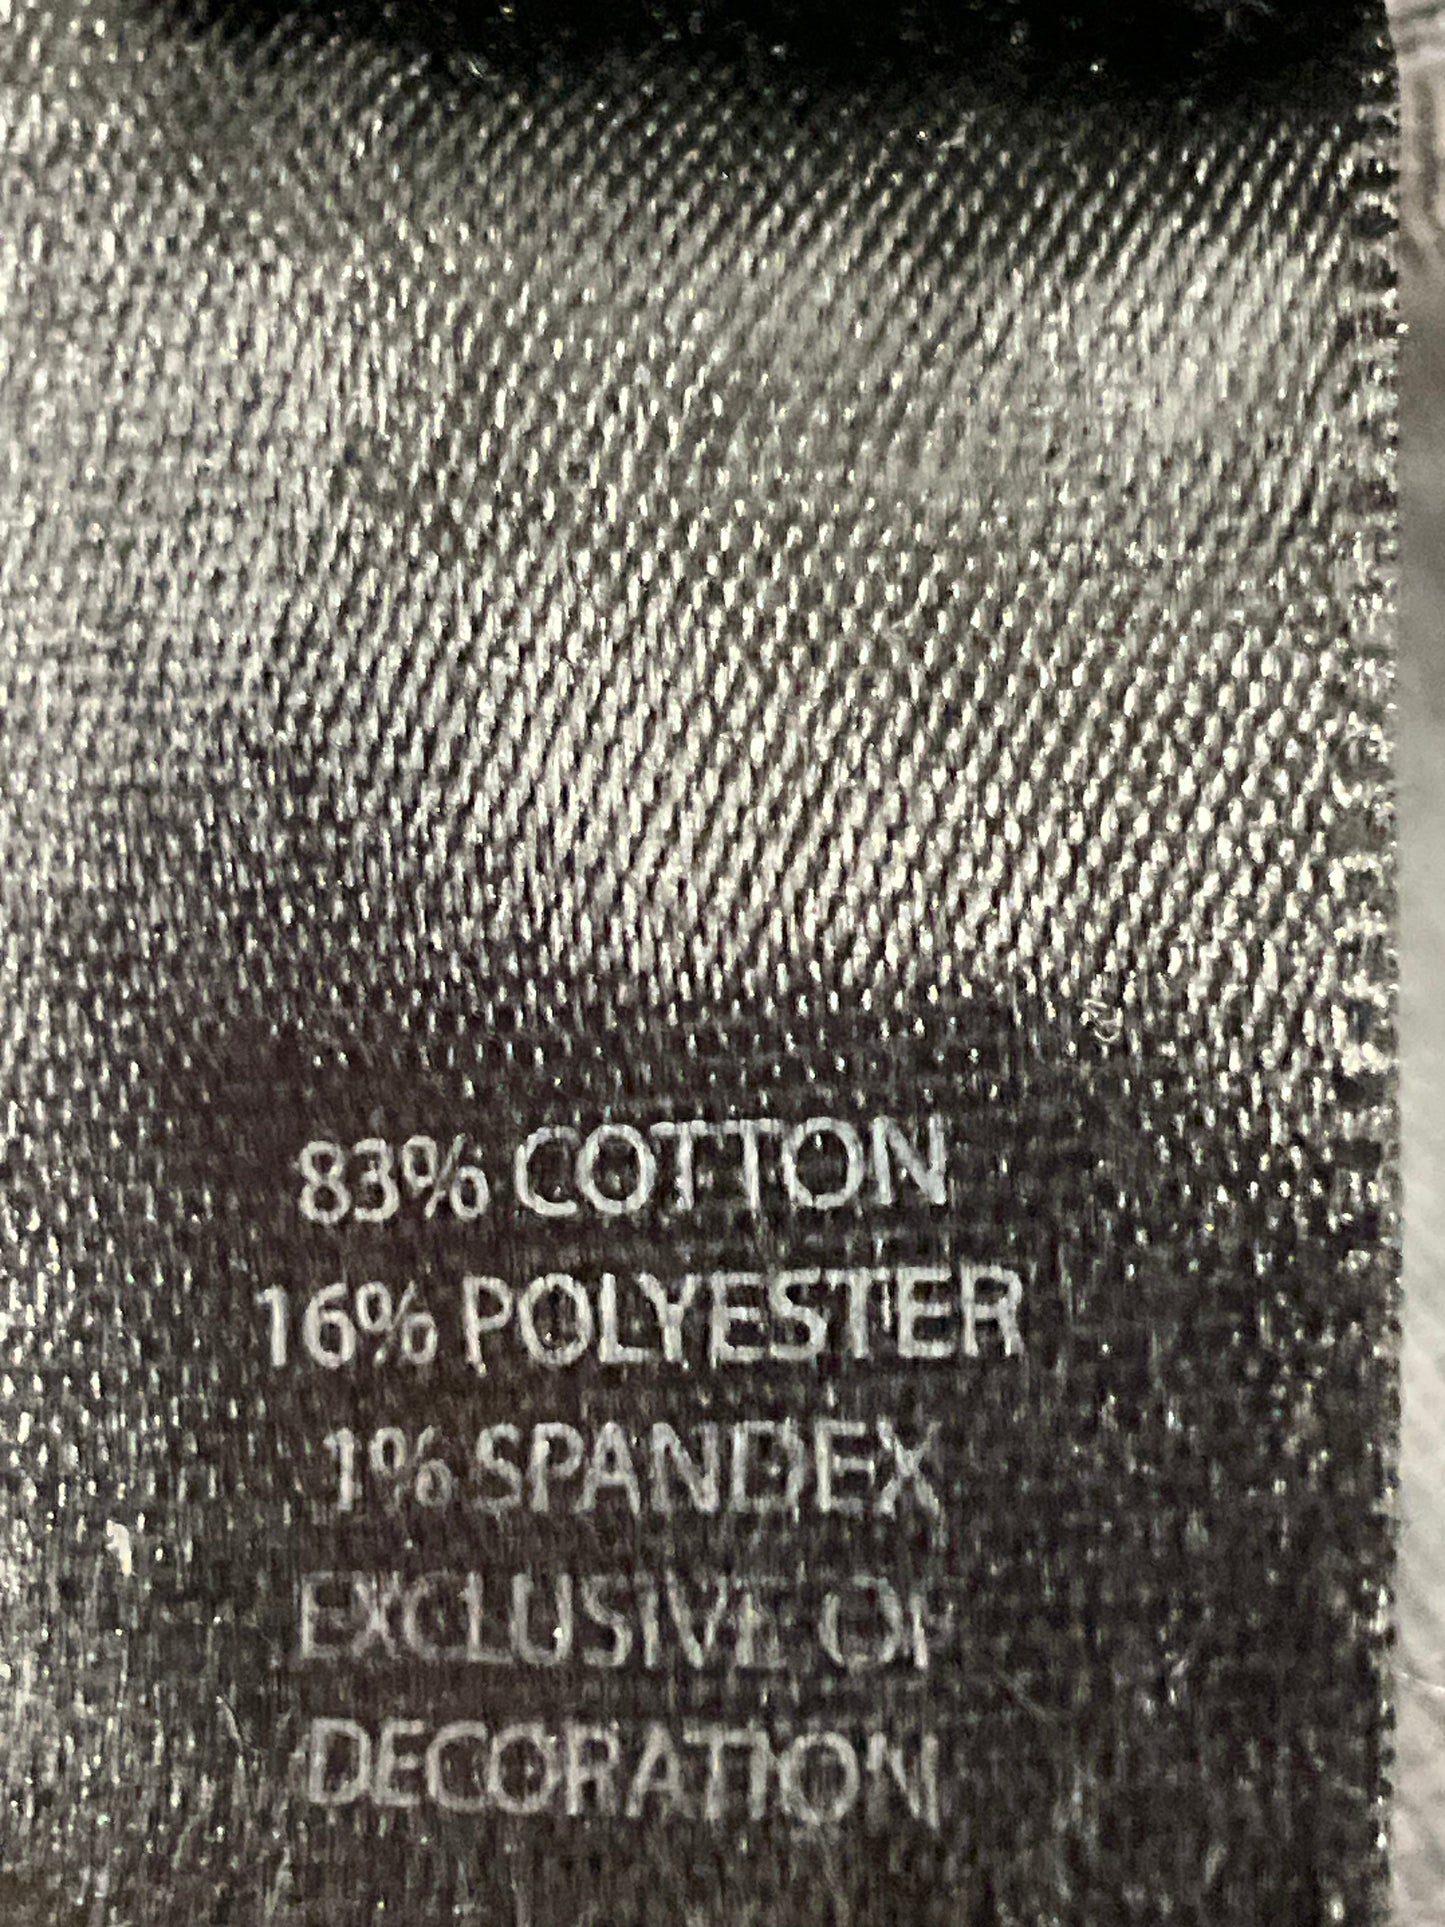 83% COTTON
16% POLYESTER
1% SPANDEX
EXCLUSIVE OF
DECORATION